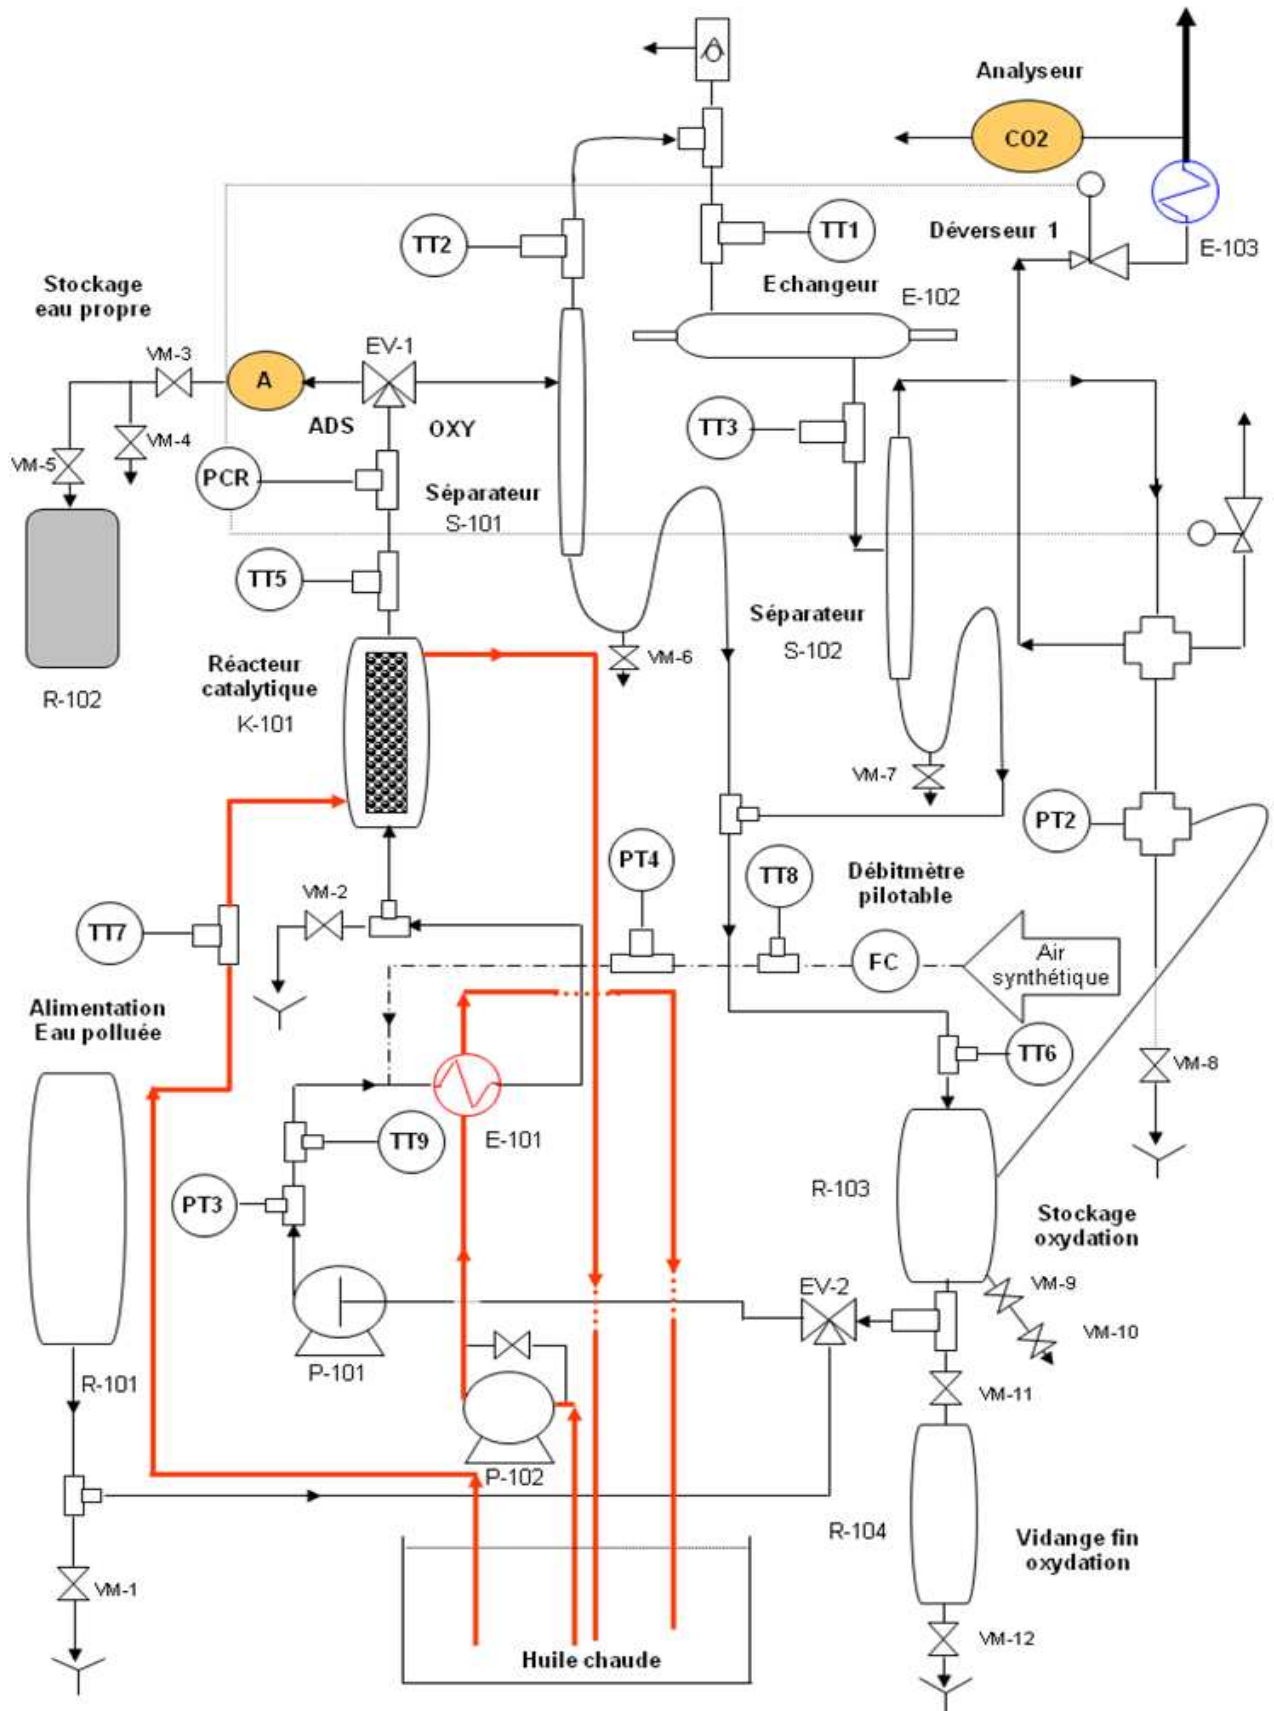 Analyseur
CO2
TT2
TT1
Déverseur 1
E-103
Stockage
eau propre
Echangeur
E-102
VM-3
EV-1
A
ADS
OXY
TT3
VM-4
VM-5
PCR
Séparateur
S-101
TT5
Séparateur
S-102
VM-6
Réacteur
catalytique
K-101
R-102
VM-7
PT2
PT4
TT8
Débitmètre
pilotable
VM-2
TT7
FC
Air
synthétique
Alimentation
Eau polluée
TT6
VM-8
TT9
E-101
PT3
R-103
Stockage
oxydation
EV-2
VM-9
VM-10
P-101
R-101
VM-11
P-102
R-104
Vidange fin
oxydation
VM-1
VM-12
Huile chaude